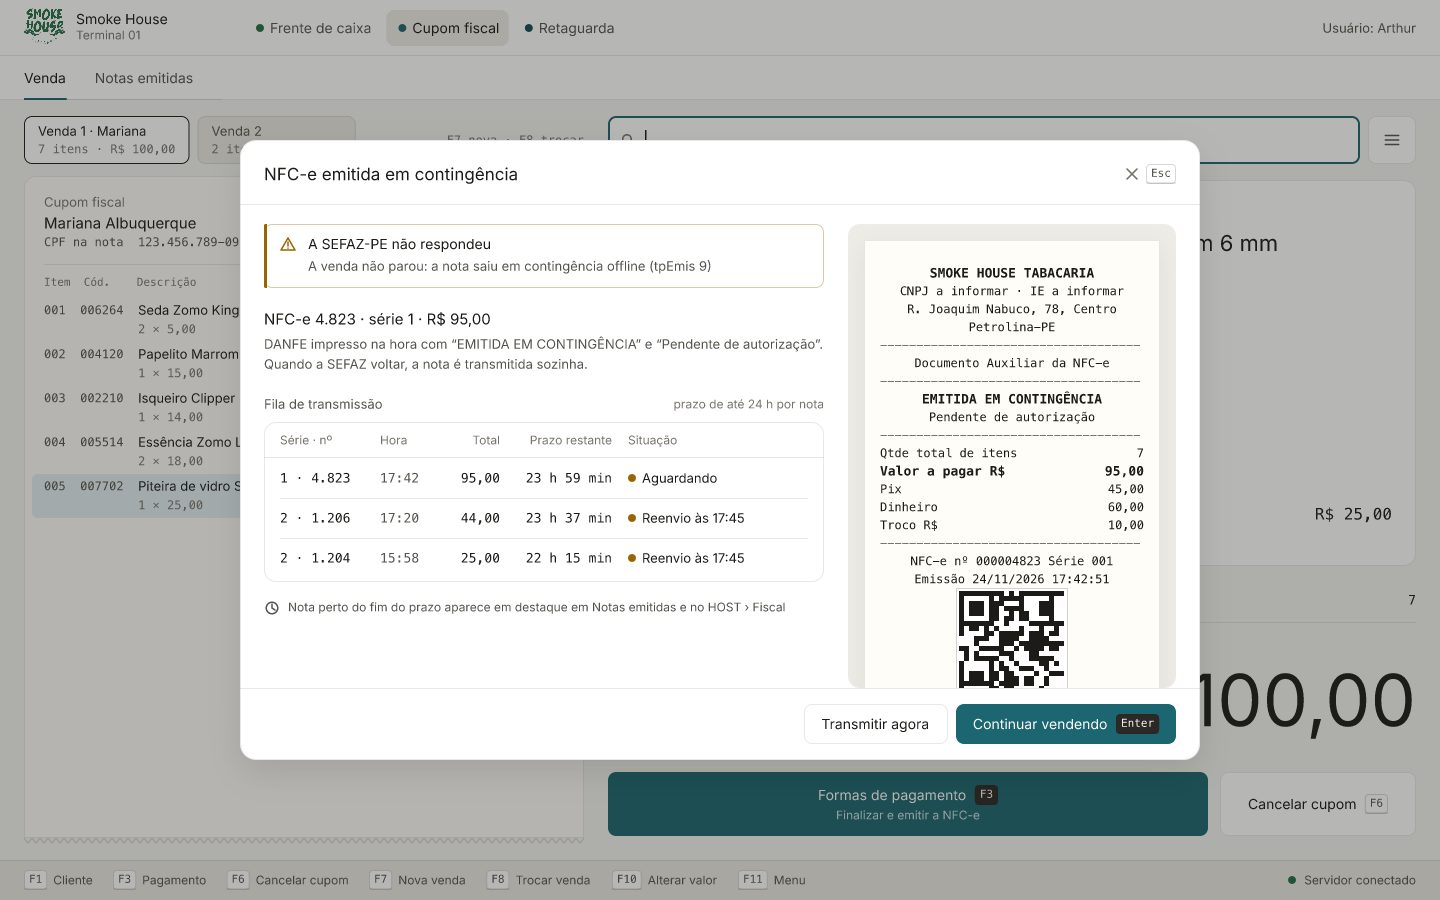 SMOKE HOUSE
Smoke House
Terminal 01
Frente de caixa
Cupom fiscal
Retaguarda
Usuário: Arthur
Venda
Notas emitidas
Venda 1 · Mariana
7 itens · R$ 100,00
Venda 2
2 it
F7 nova · F8 trocar
Cupom fiscal
Mariana Albuquerque
CPF na nota 123.456.789-09
Item Cód. Descrição
001 006264 Seda Zomo King
2 × 5,00
002 004120 Papelito Marrom
1 × 15,00
003 002210 Isqueiro Clipper
1 × 14,00
004 005514 Essência Zomo L
2 × 18,00
005 007702 Piteira de vidro S
1 × 25,00
6 mm
R$ 25,00
7
100,00
NFC-e emitida em contingência
Esc
A SEFAZ-PE não respondeu
A venda não parou: a nota saiu em contingência offline (tpEmis 9)
NFC-e 4.823 · série 1 · R$ 95,00
DANFE impresso na hora com “EMITIDA EM CONTINGÊNCIA” e “Pendente de autorização”.
Quando a SEFAZ voltar, a nota é transmitida sozinha.
Fila de transmissão
prazo de até 24 h por nota
Série · nº Hora Total Prazo restante Situação
1 · 4.823 17:42 95,00 23 h 59 min Aguardando
2 · 1.206 17:20 44,00 23 h 37 min Reenvio às 17:45
2 · 1.204 15:58 25,00 22 h 15 min Reenvio às 17:45
Nota perto do fim do prazo aparece em destaque em Notas emitidas e no HOST › Fiscal
SMOKE HOUSE TABACARIA
CNPJ a informar · IE a informar
R. Joaquim Nabuco, 78, Centro
Petrolina-PE
Documento Auxiliar da NFC-e
EMITIDA EM CONTINGÊNCIA
Pendente de autorização
Qtde total de itens 7
Valor a pagar R$ 95,00
Pix 45,00
Dinheiro 60,00
Troco R$ 10,00
NFC-e nº 000004823 Série 001
Emissão 24/11/2026 17:42:51
Transmitir agora
Continuar vendendo Enter
Formas de pagamento F3
Finalizar e emitir a NFC-e
Cancelar cupom F6
F1 Cliente
F3 Pagamento
F6 Cancelar cupom
F7 Nova venda
F8 Trocar venda
F10 Alterar valor
F11 Menu
Servidor conectado